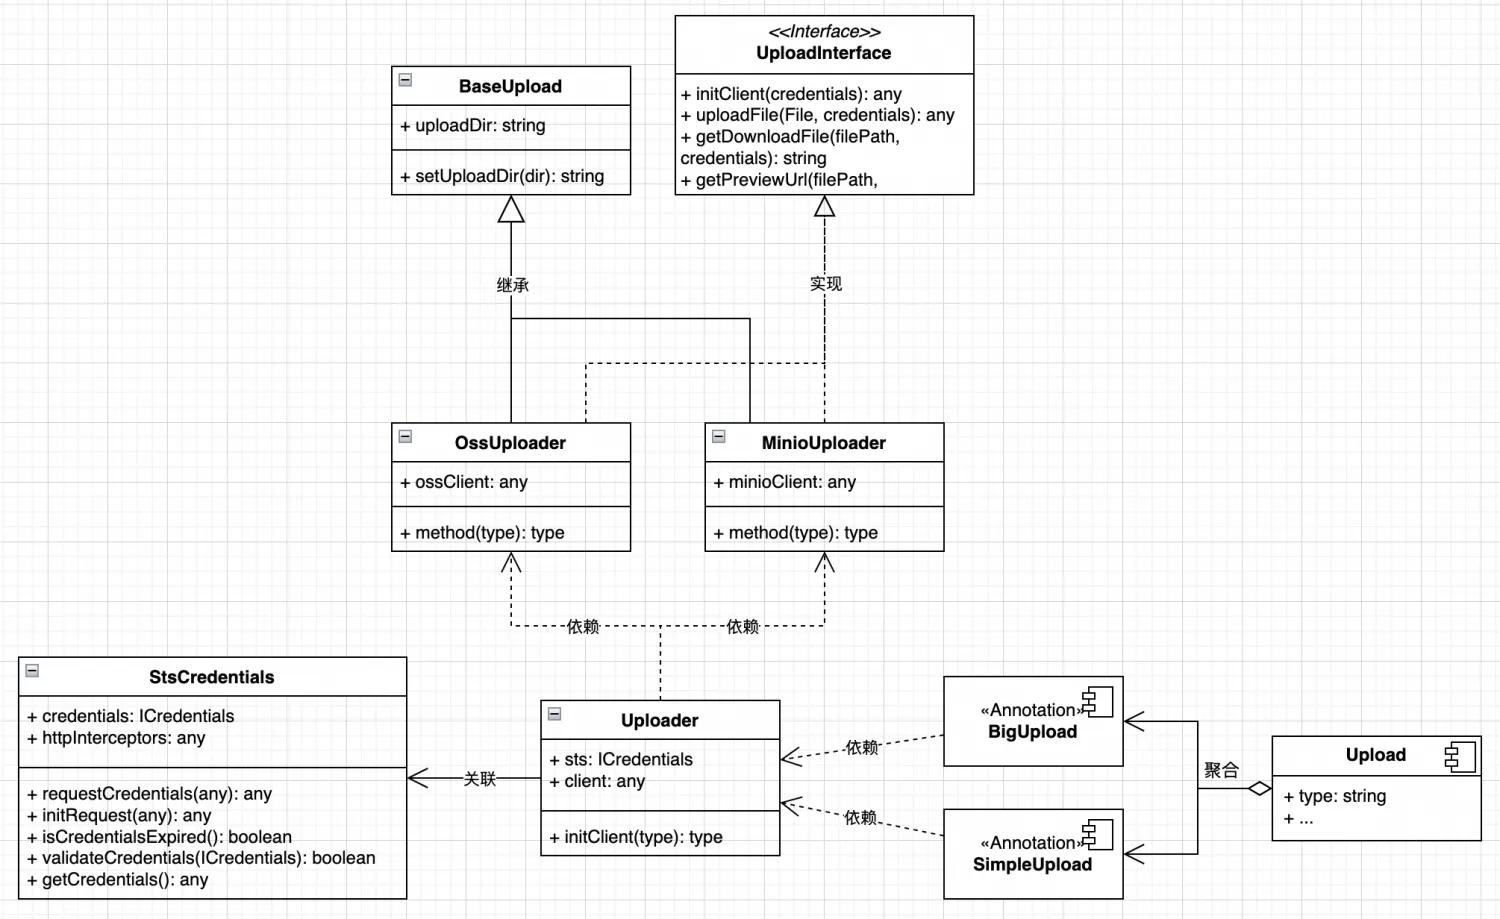 <<Interface>>
UploadInterface
+ initClient(credentials): any
+ uploadFile(File, credentials): any
+ getDownloadFile(filePath,
credentials): string
+ getPreviewUrl(filePath,
BaseUpload
+ uploadDir: string
+ setUploadDir(dir): string
继承
实现
OssUploader
+ ossClient: any
+ method(type): type
MinioUploader
+ minioClient: any
+ method(type): type
依赖
依赖
StsCredentials
+ credentials: ICredentials
+ httpInterceptors: any
+ requestCredentials(any): any
+ initRequest(any): any
+ isCredentialsExpired(): boolean
+ validateCredentials(ICredentials): boolean
+ getCredentials(): any
关联
Uploader
+ sts: ICredentials
+ client: any
+ initClient(type): type
依赖
依赖
«Annotation»
BigUpload
«Annotation»
SimpleUpload
聚合
Upload
+ type: string
+ ...